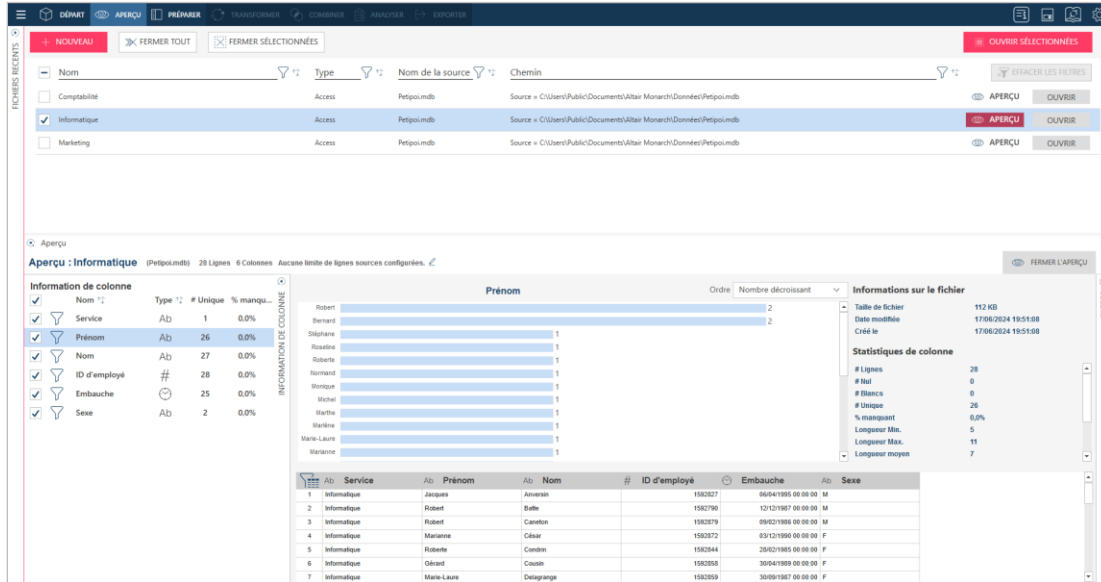 DÉPART APERÇU PRÉPARER TRANSFORMER COMBINER ANALYSER EXPORTER
FICHIERS RECENTS
+ NOUVEAU FERMER TOUT FERMER SÉLECTIONNÉES OUVRIR SÉLECTIONNÉES
Nom Type Nom de la source Chemin EFFACER LES FILTRES
Comptabilité Access Petipoi.mdb Source = C:\Users\Public\Documents\Altair Monarch\Données\Petipoi.mdb APERÇU OUVRIR
Informatique Access Petipoi.mdb Source = C:\Users\Public\Documents\Altair Monarch\Données\Petipoi.mdb APERÇU OUVRIR
Marketing Access Petipoi.mdb Source = C:\Users\Public\Documents\Altair Monarch\Données\Petipoi.mdb APERÇU OUVRIR
Aperçu
Aperçu : Informatique (Petipoi.mdb) 28 Lignes 6 Colonnes Aucune limite de lignes sources configurées. FERMER L'APERÇU
Information de colonne
Nom Type # Unique % manqu...
Service Ab 1 0,0%
Prénom Ab 26 0,0%
Nom Ab 27 0,0%
ID d'employé # 28 0,0%
Embauche 25 0,0%
Sexe Ab 2 0,0%
INFORMATION DE COLONNE
Prénom Ordre Nombre décroissant
Robert 2
Bernard 2
Stéphane 1
Roseline 1
Roberte 1
Normand 1
Monique 1
Michel 1
Marthe 1
Marlène 1
Marie-Laure 1
Marianne 1
Informations sur le fichier
Taille de fichier 112 KB
Date modifiée 17/06/2024 19:51:08
Créé le 17/06/2024 19:51:08
Statistiques de colonne
# Lignes 28
# Nul 0
# Blancs 0
# Unique 26
% manquant 0,0%
Longueur Min. 5
Longueur Max. 11
Longueur moyen 7
Ab Service Ab Prénom Ab Nom # ID d'employé Embauche Ab Sexe
1 Informatique Jacques Anversin 1592827 06/04/1995 00:00:00 M
2 Informatique Robert Batte 1592790 12/12/1987 00:00:00 M
3 Informatique Robert Caneton 1592879 09/02/1986 00:00:00 M
4 Informatique Marianne César 1592872 03/12/1990 00:00:00 F
5 Informatique Roberte Condrin 1592844 28/02/1985 00:00:00 F
6 Informatique Gérard Cousin 1592858 30/04/1989 00:00:00 F
7 Informatique Marie-Laure Delagrange 1592859 30/09/1987 00:00:00 F